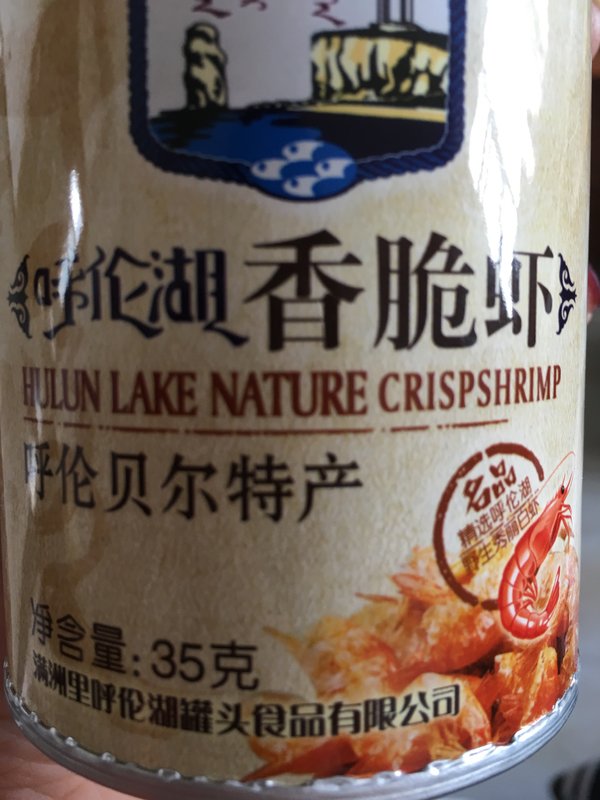 呼伦湖香脆虾
HULUN LAKE NATURE CRISPSHRIMP
呼伦贝尔特产
名品
精选呼伦湖
野生秀丽白虾
净含量:35克
满洲里呼伦湖罐头食品有限公司